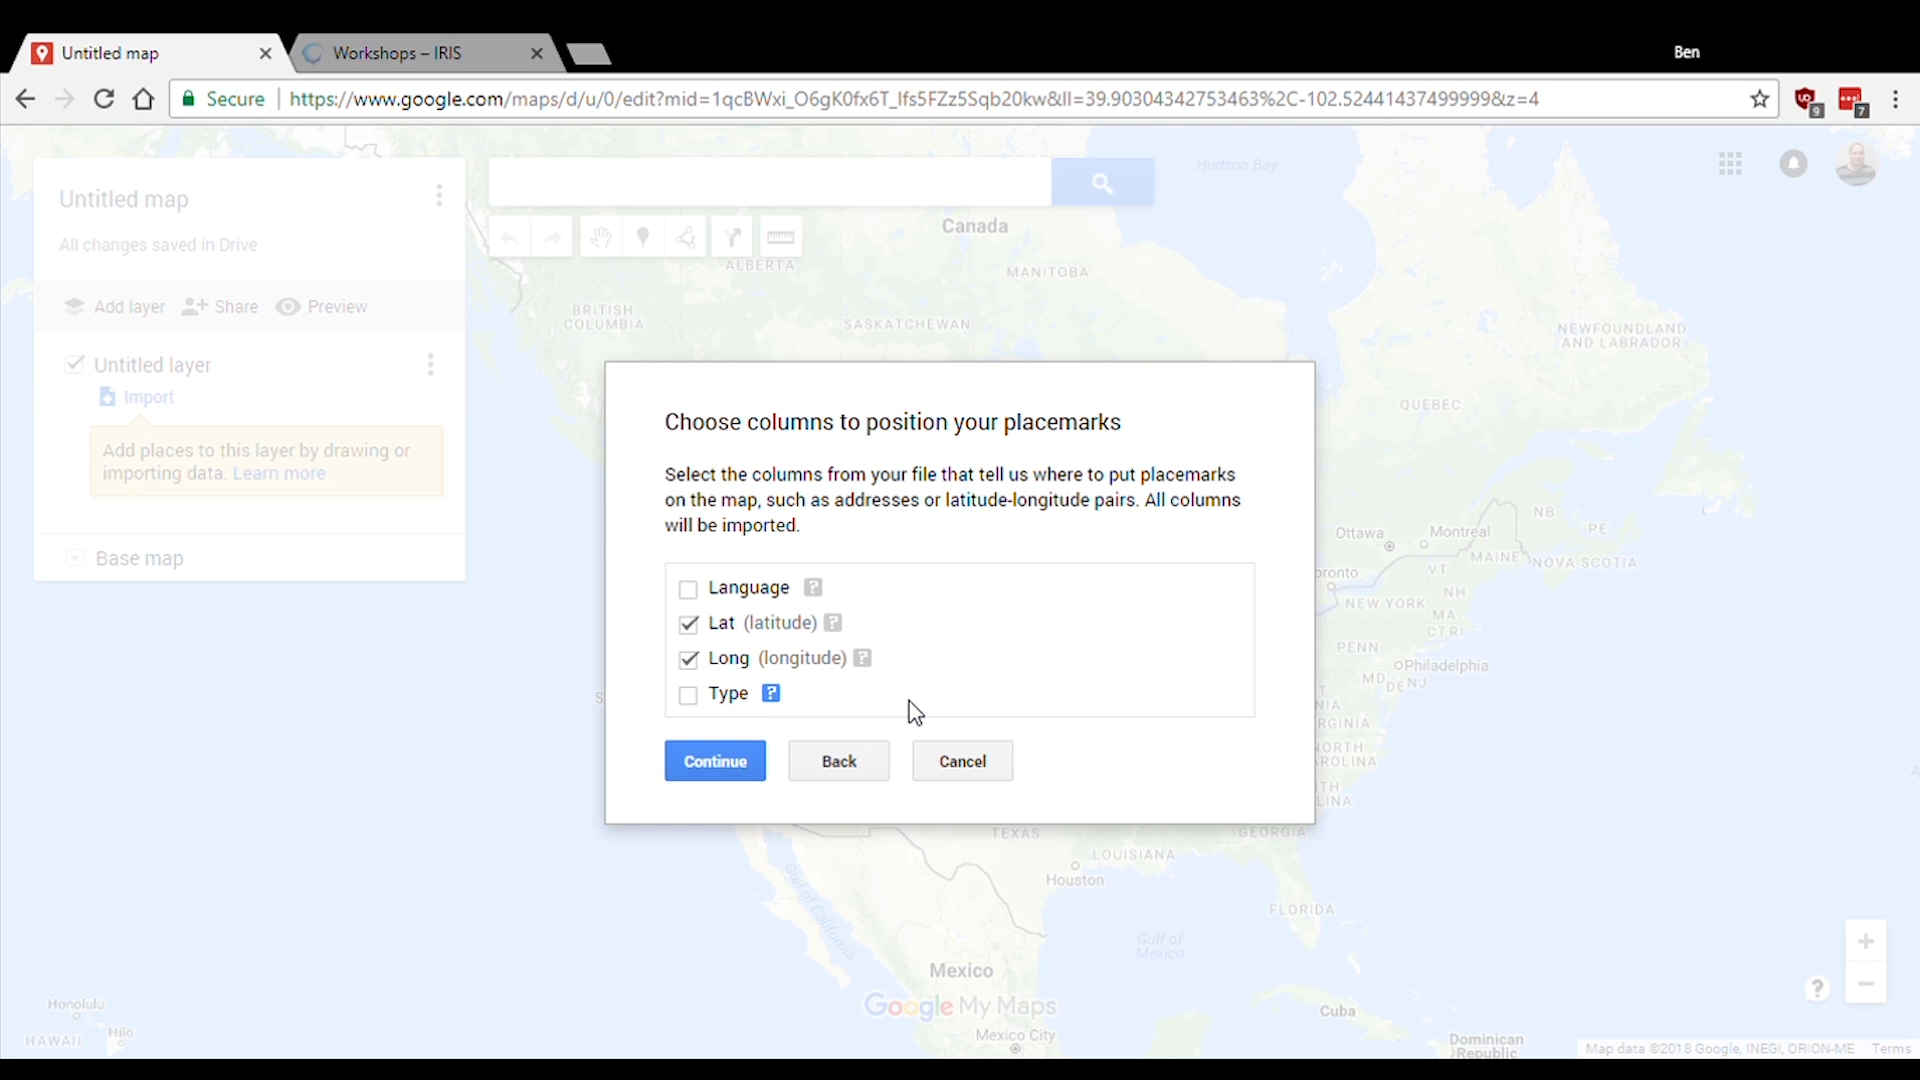 Untitled map
Workshops – IRIS
Ben
Secure
https://www.google.com/maps/d/u/0/edit?mid=1qcBWxi_O6gK0fx6T_Ifs5FZz5Sqb20kw&ll=39.90304342753463%2C-102.52441437499999&z=4
9
7
Untitled map
All changes saved in Drive
Add layer
Share
Preview
Untitled layer
Import
Add places to this layer by drawing or
importing data. Learn more
Base map
Hudson Bay
Canada
ALBERTA
MANITOBA
BRITISH
COLUMBIA
SASKATCHEWAN
NEWFOUNDLAND
AND LABRADOR
QUEBEC
Choose columns to position your placemarks
Select the columns from your file that tell us where to put placemarks
on the map, such as addresses or latitude-longitude pairs. All columns
will be imported.
Language ?
Lat (latitude) ?
Long (longitude) ?
Type ?
Continue
Back
Cancel
Ottawa
Montreal
NB
PE
MAINE
NOVA SCOTIA
VT
NH
NEW YORK
MA
CT RI
PENN
Philadelphia
MD
DE
NJ
TEXAS
GEORGIA
LOUISIANA
Houston
FLORIDA
Gulf of California
Gulf of
Mexico
Mexico
Google My Maps
Mexico City
Cuba
Dominican
Republic
Honolulu
Hilo
HAWAII
+
−
?
Map data ©2018 Google, INEGI, ORION-ME
Terms